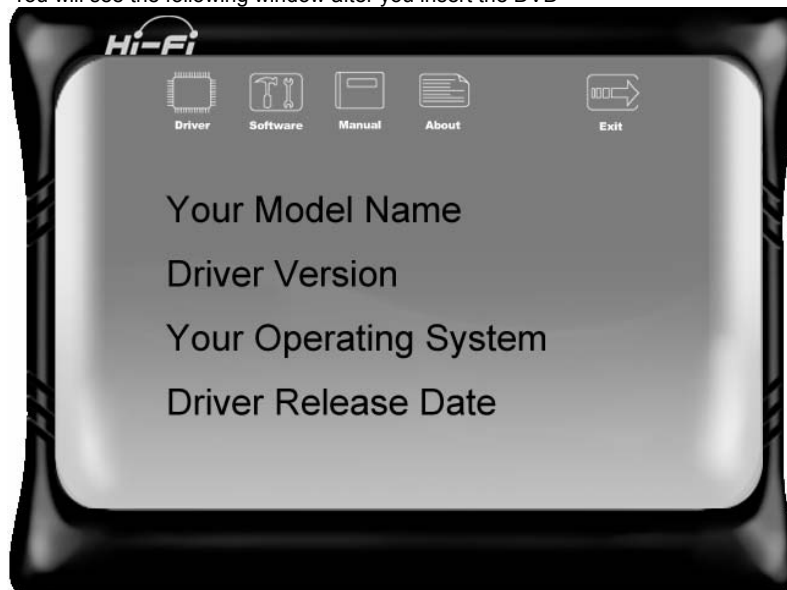 You will see the following window after you insert the DVD
Hi-Fi
Driver Software Manual About Exit
Your Model Name
Driver Version
Your Operating System
Driver Release Date